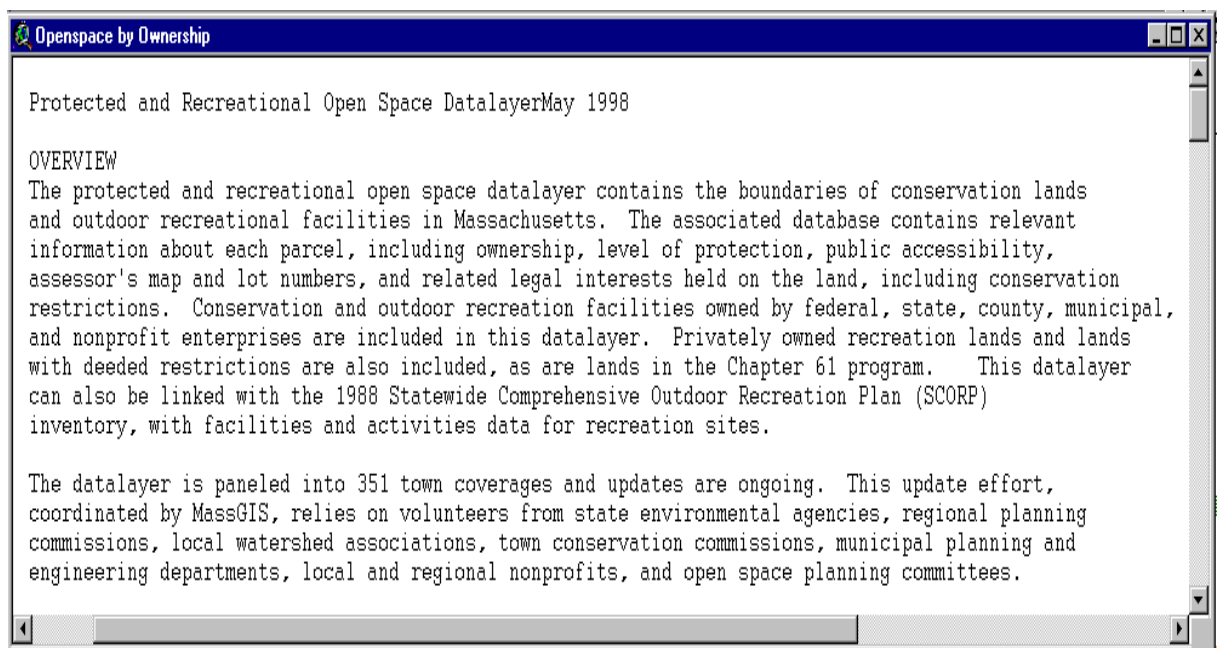 Openspace by Ownership
Protected and Recreational Open Space DatalayerMay 1998
OVERVIEW
The protected and recreational open space datalayer contains the boundaries of conservation lands
and outdoor recreational facilities in Massachusetts.  The associated database contains relevant
information about each parcel, including ownership, level of protection, public accessibility,
assessor's map and lot numbers, and related legal interests held on the land, including conservation
restrictions.  Conservation and outdoor recreation facilities owned by federal, state, county, municipal,
and nonprofit enterprises are included in this datalayer.  Privately owned recreation lands and lands
with deeded restrictions are also included, as are lands in the Chapter 61 program.    This datalayer
can also be linked with the 1988 Statewide Comprehensive Outdoor Recreation Plan (SCORP)
inventory, with facilities and activities data for recreation sites.
The datalayer is paneled into 351 town coverages and updates are ongoing.  This update effort,
coordinated by MassGIS, relies on volunteers from state environmental agencies, regional planning
commissions, local watershed associations, town conservation commissions, municipal planning and
engineering departments, local and regional nonprofits, and open space planning committees.